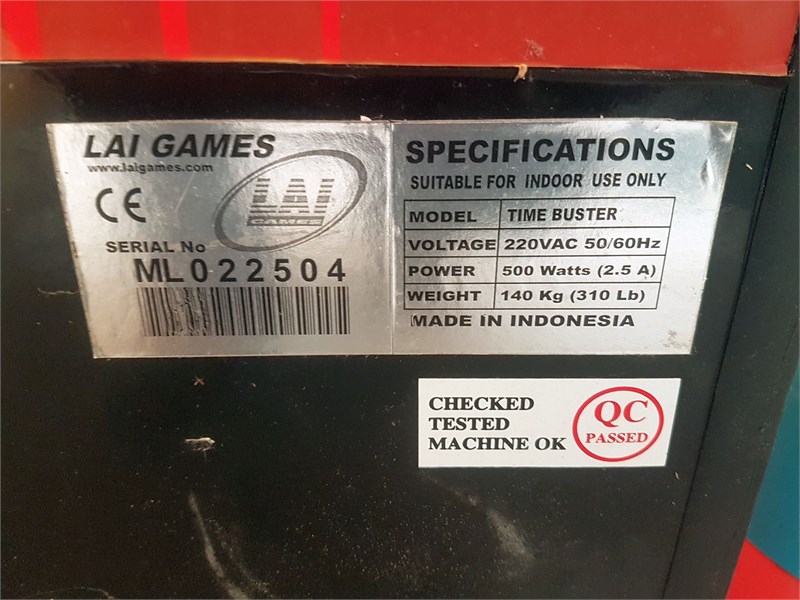 LAI GAMES
www.laigames.com
LAI
GAMES
CE
SERIAL No
ML022504
SPECIFICATIONS
SUITABLE FOR INDOOR USE ONLY
MODEL TIME BUSTER
VOLTAGE 220VAC 50/60Hz
POWER 500 Watts (2.5 A)
WEIGHT 140 Kg (310 Lb)
MADE IN INDONESIA
CHECKED
TESTED
MACHINE OK
QC
PASSED